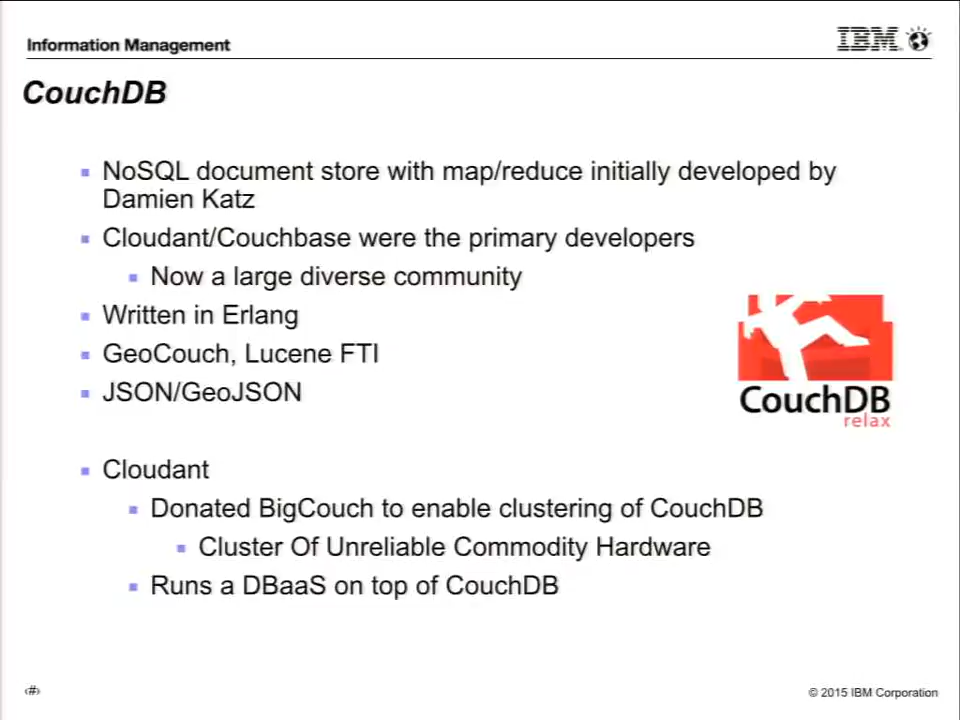 Information Management
IBM
CouchDB
NoSQL document store with map/reduce initially developed by
Damien Katz
Cloudant/Couchbase were the primary developers
Now a large diverse community
Written in Erlang
GeoCouch, Lucene FTI
JSON/GeoJSON
CouchDB
relax
Cloudant
Donated BigCouch to enable clustering of CouchDB
Cluster Of Unreliable Commodity Hardware
Runs a DBaaS on top of CouchDB
‹#›
© 2015 IBM Corporation